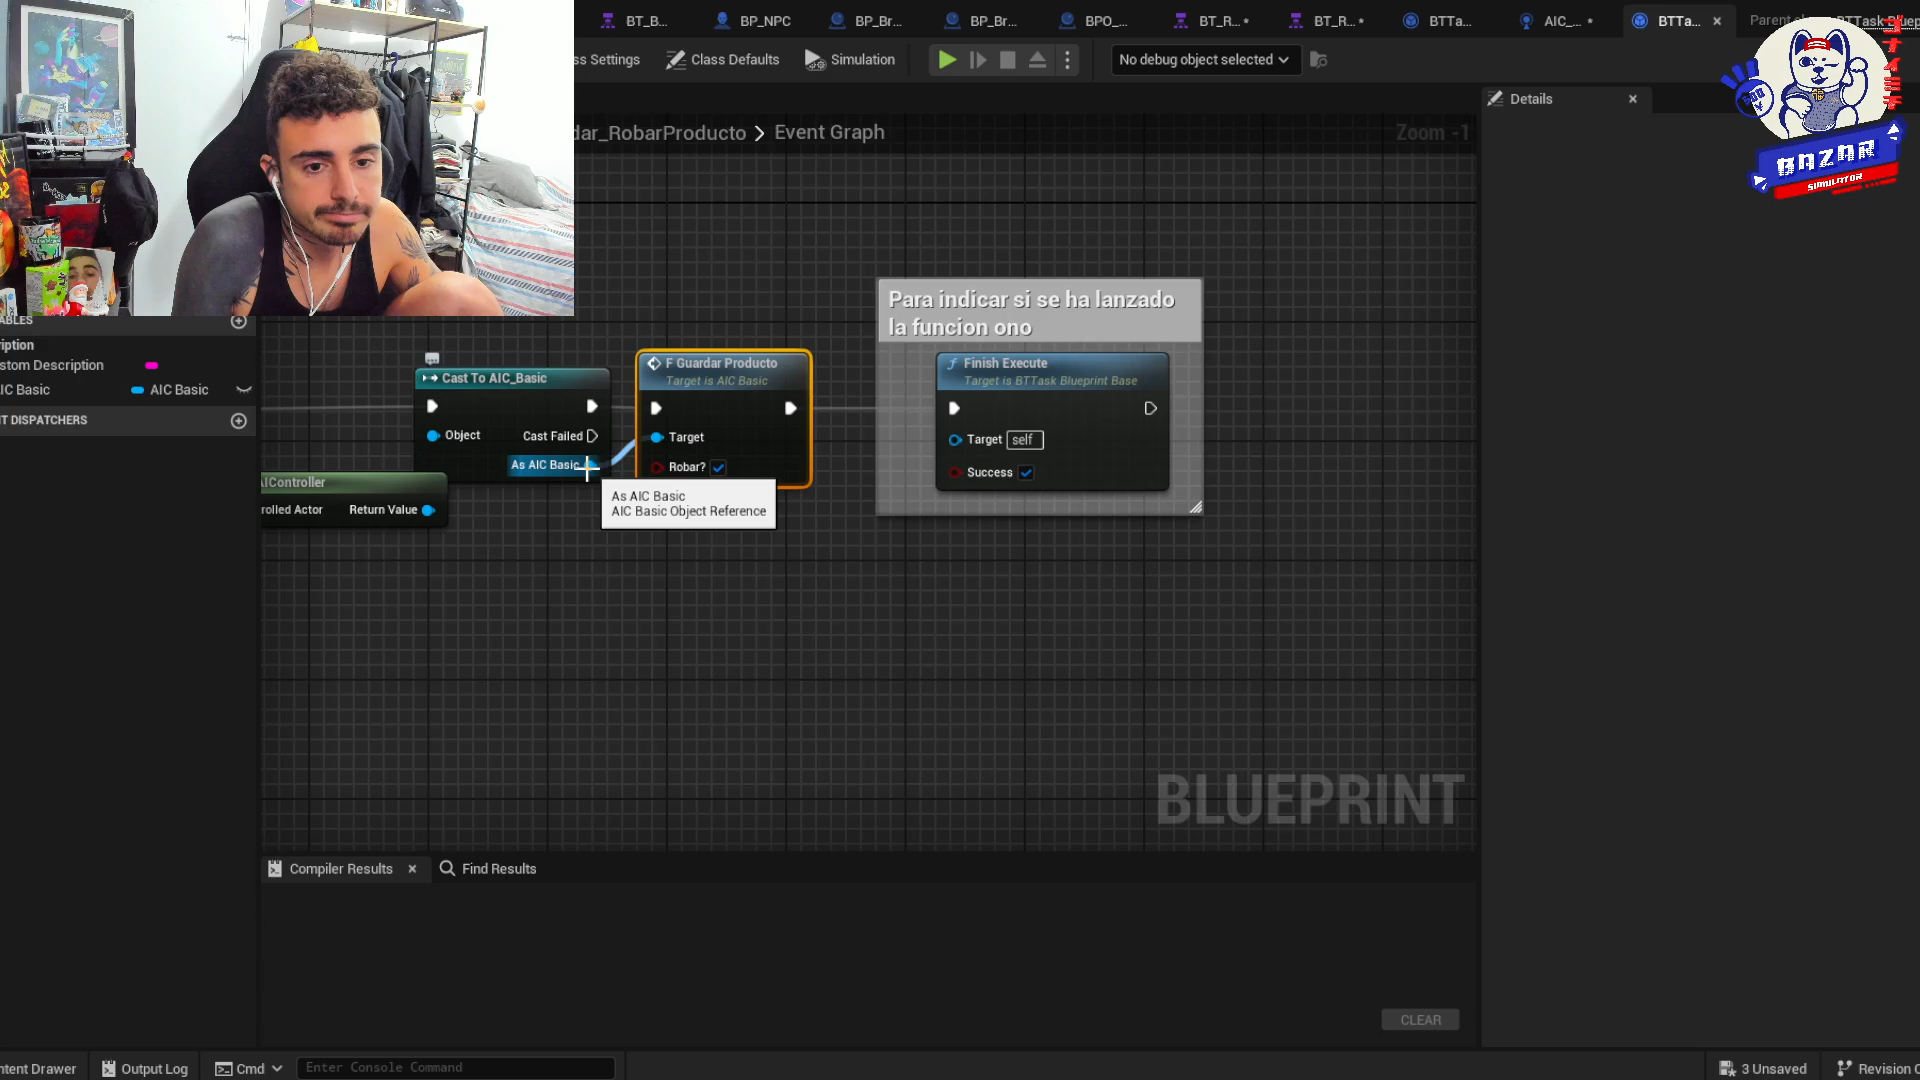 BT_B...
BP_NPC
BP_Br...
BP_Br...
BPO_...
BT_R...*
BT_R...*
BTTa...
AIC_... *
BTTa...
ss Settings
Class Defaults
Simulation
No debug object selected
Details
BAZAR
SIMULATOR
dar_RobarProducto > Event Graph
Zoom -1
ABLES
iption
stom Description
IC Basic
AIC Basic
T DISPATCHERS
Cast To AIC_Basic
Object
Cast Failed
As AIC Basic
AIController
rolled Actor
Return Value
F Guardar Producto
Target is AIC Basic
Target
Robar?
As AIC Basic
AIC Basic Object Reference
Para indicar si se ha lanzado
la funcion ono
Finish Execute
Target is BTTask Blueprint Base
Target
self
Success
BLUEPRINT
Compiler Results
Find Results
CLEAR
ntent Drawer
Output Log
Cmd
Enter Console Command
3 Unsaved
Revision C